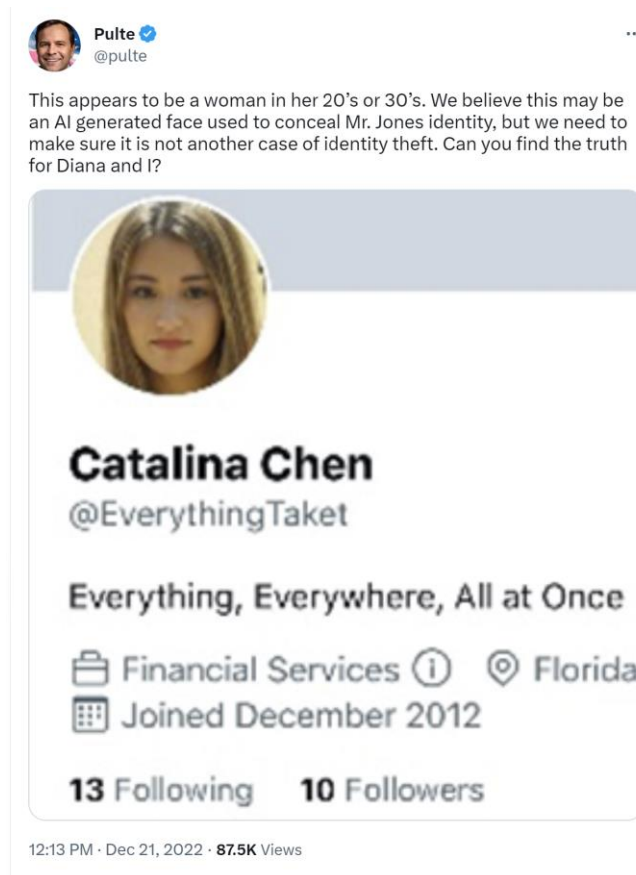 Pulte
@pulte
This appears to be a woman in her 20’s or 30’s. We believe this may be
an AI generated face used to conceal Mr. Jones identity, but we need to
make sure it is not another case of identity theft. Can you find the truth
for Diana and I?
Catalina Chen
@EverythingTaket
Everything, Everywhere, All at Once
Financial Services Florida
Joined December 2012
13 Following 10 Followers
12:13 PM · Dec 21, 2022 · 87.5K Views